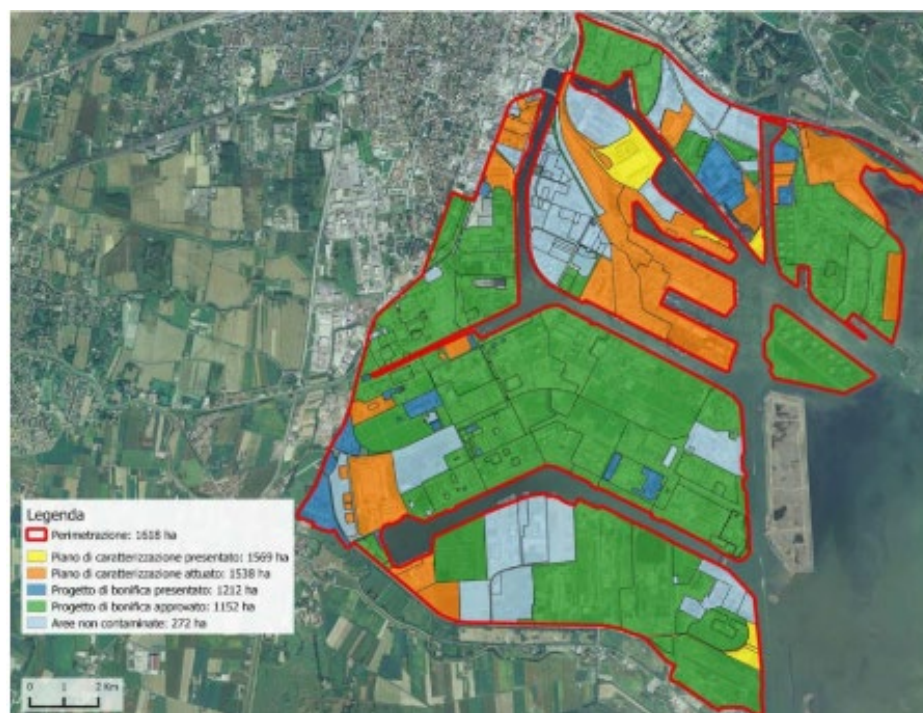 Legenda
Perimetrazione: 1618 ha
Piano di caratterizzazione presentato: 1569 ha
Piano di caratterizzazione attuato: 1538 ha
Progetto di bonifica presentato: 1212 ha
Progetto di bonifica approvato: 1152 ha
Aree non contaminate: 272 ha
0 1 2 Km